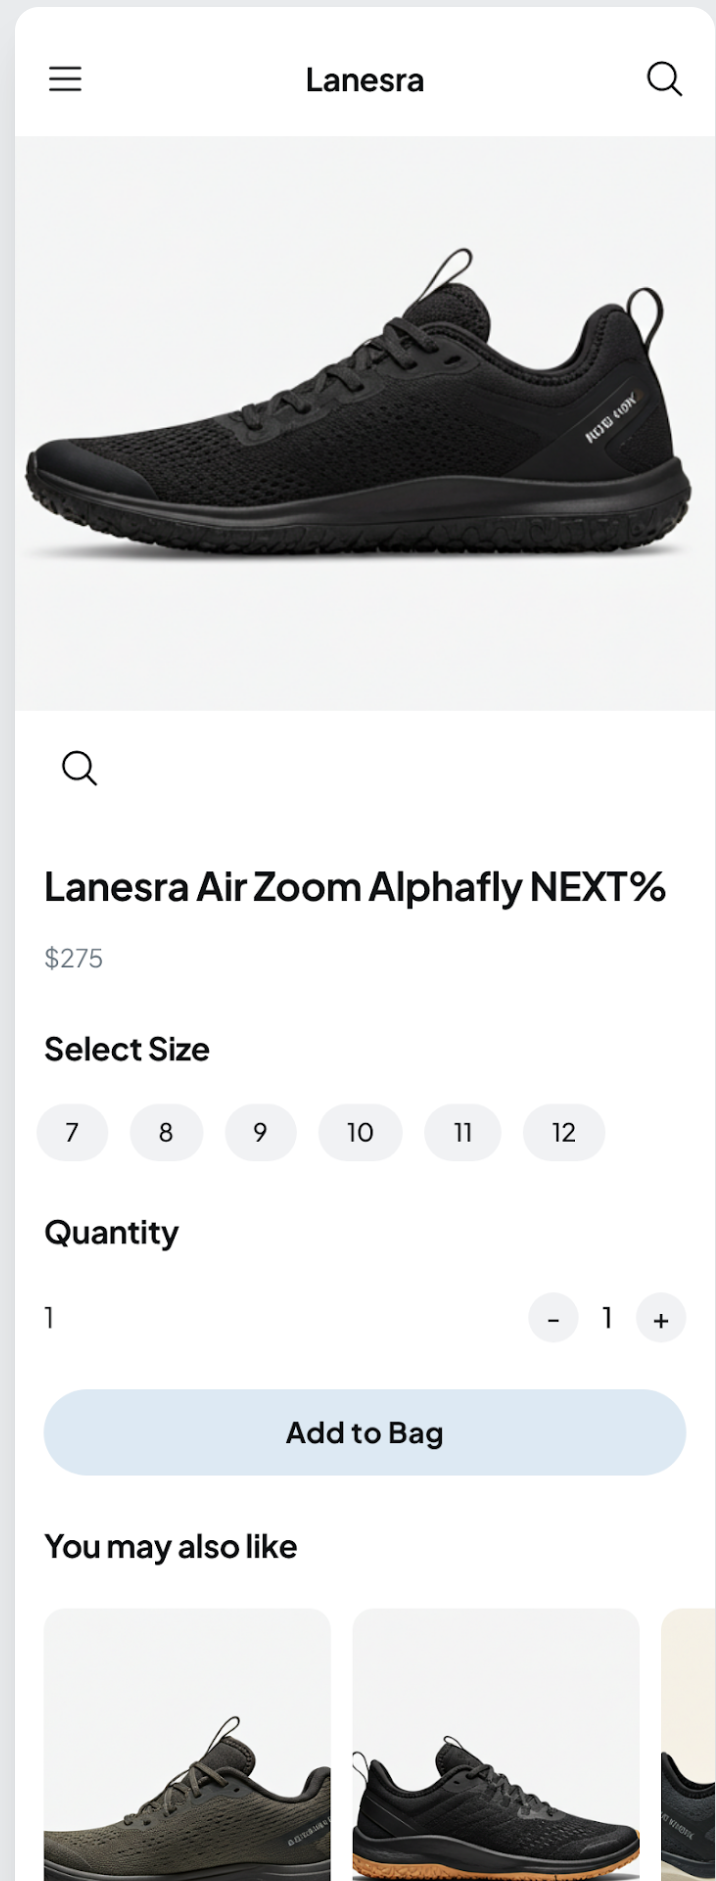 Lanesra
Lanesra Air Zoom Alphafly NEXT%
$275
Select Size
7 8 9 10 11 12
Quantity
1 - 1 +
Add to Bag
You may also like